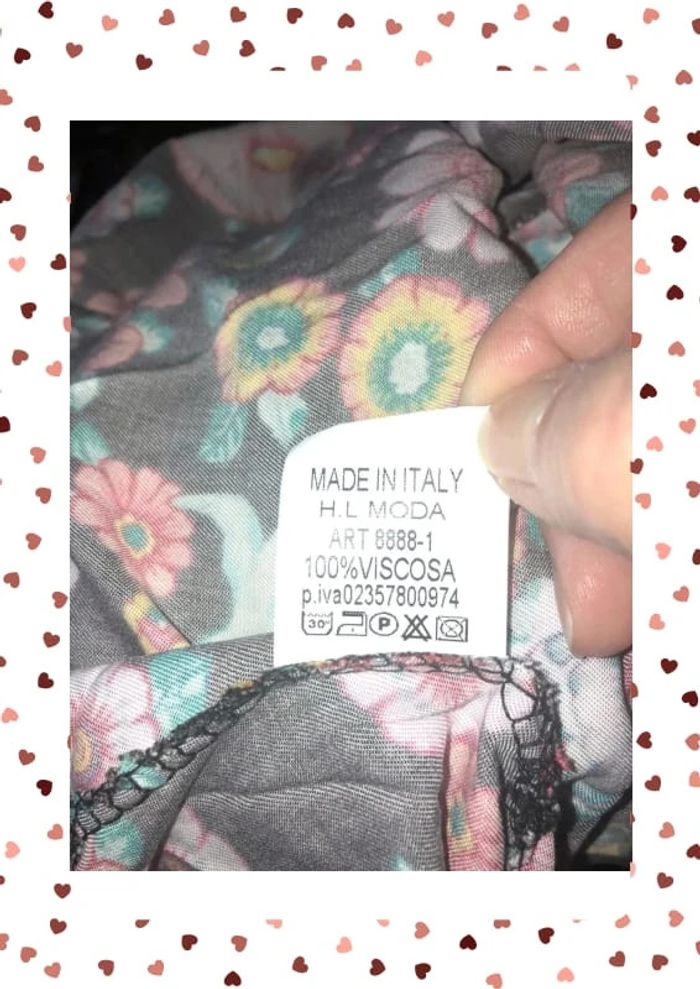 MADE IN ITALY
H.L MODA
ART 8888-1
100%VISCOSA
p.iva02357800974
30° P